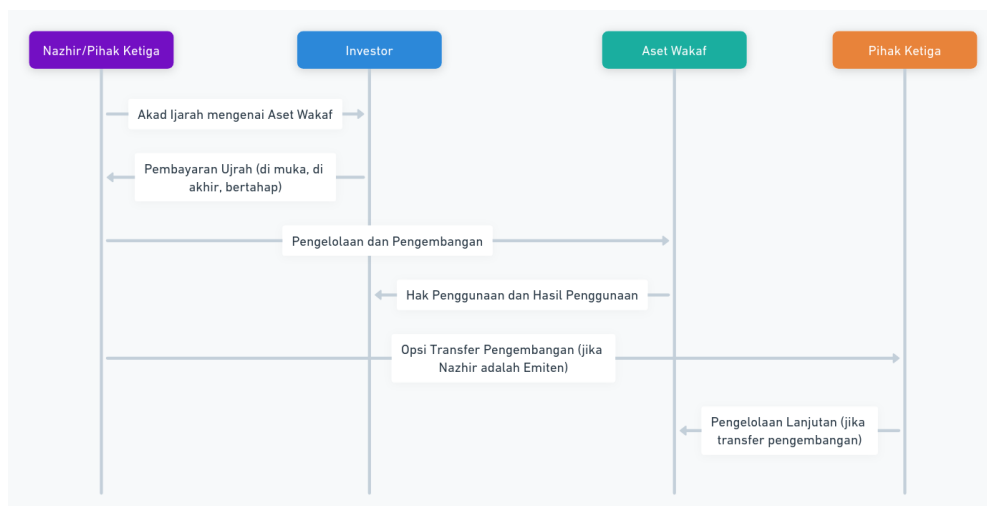 Nazhir/Pihak Ketiga
Investor
Aset Wakaf
Pihak Ketiga
Akad Ijarah mengenai Aset Wakaf
Pembayaran Ujrah (di muka, di
akhir, bertahap)
Pengelolaan dan Pengembangan
Hak Penggunaan dan Hasil Penggunaan
Opsi Transfer Pengembangan (jika
Nazhir adalah Emiten)
Pengelolaan Lanjutan (jika
transfer pengembangan)